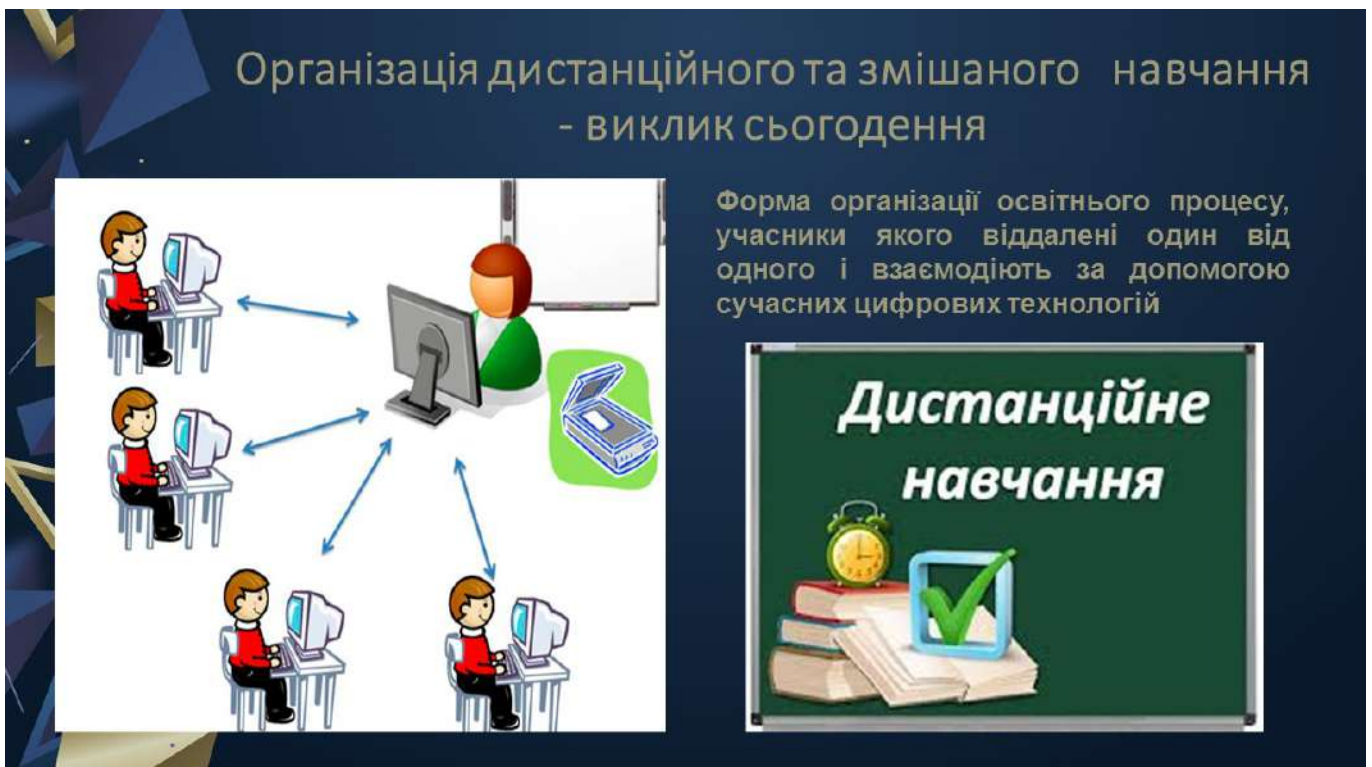 Організація дистанційного та змішаного навчання
- виклик сьогодення
Форма організації освітнього процесу,
учасники якого віддалені один від
одного і взаємодіють за допомогою
сучасних цифрових технологій
Дистанційне
навчання